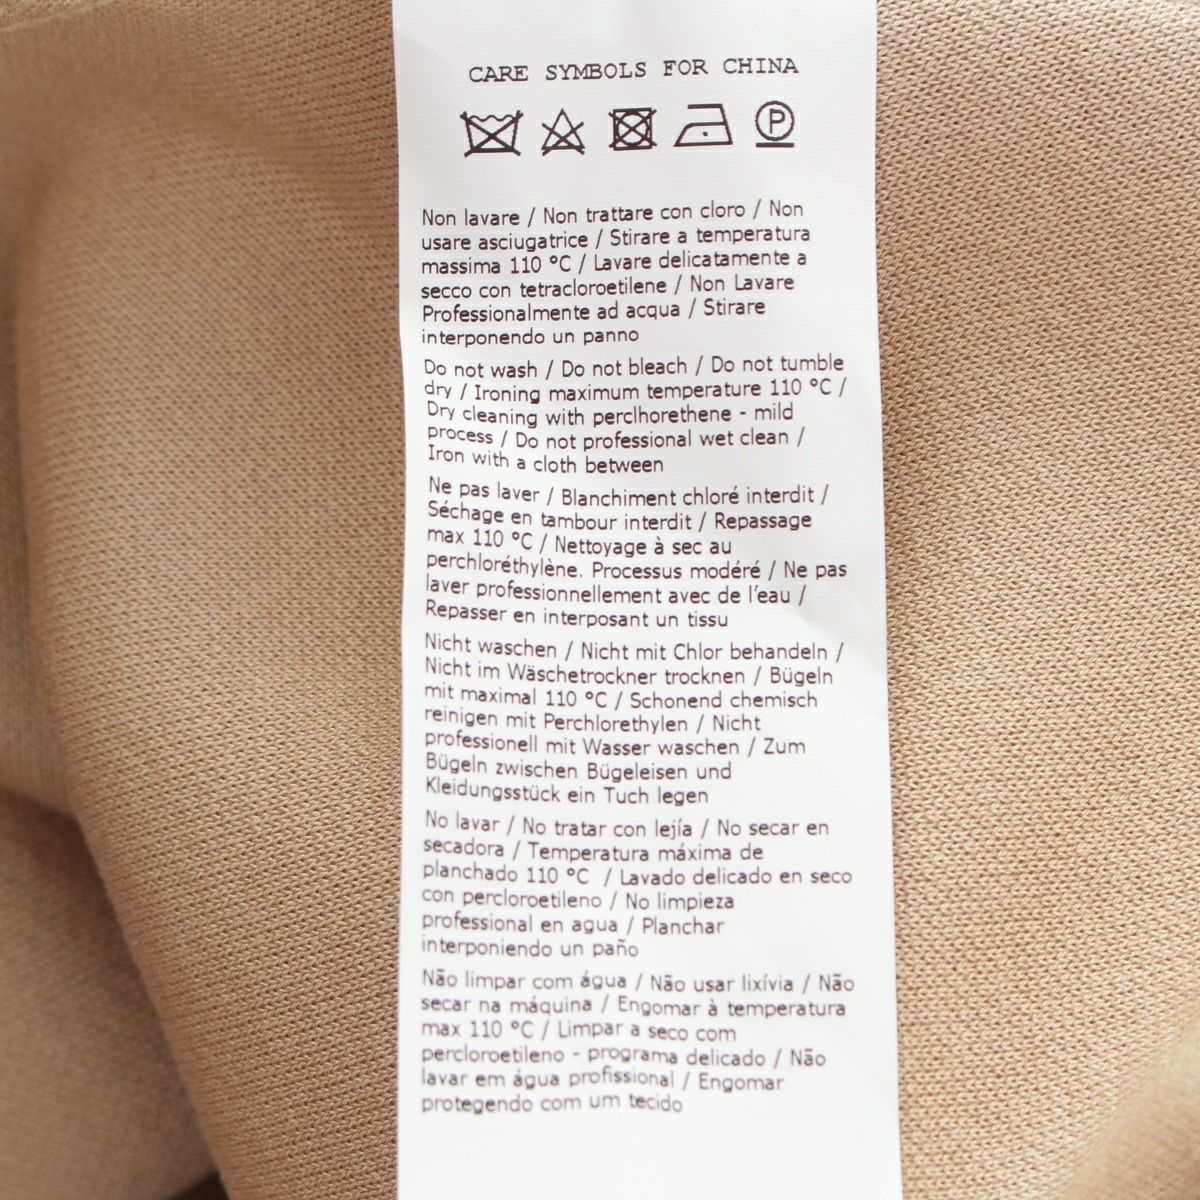 CARE SYMBOLS FOR CHINA
P
Non lavare / Non trattare con cloro / Non
usare asciugatrice / Stirare a temperatura
massima 110 °C / Lavare delicatamente a
secco con tetracloroetilene / Non Lavare
Professionalmente ad acqua / Stirare
interponendo un panno
Do not wash / Do not bleach / Do not tumble
dry / Ironing maximum temperature 110 °C /
Dry cleaning with perclhorethene - mild
process / Do not professional wet clean /
Iron with a cloth between
Ne pas laver / Blanchiment chloré interdit /
Séchage en tambour interdit / Repassage
max 110 °C / Nettoyage à sec au
perchloréthylène. Processus modéré / Ne pas
laver professionnellement avec de l'eau /
Repasser en interposant un tissu
Nicht waschen / Nicht mit Chlor behandeln /
Nicht im Wäschetrockner trocknen / Bügeln
mit maximal 110 °C / Schonend chemisch
reinigen mit Perchlorethylen / Nicht
professionell mit Wasser waschen / Zum
Bügeln zwischen Bügeleisen und
Kleidungsstück ein Tuch legen
No lavar / No tratar con lejía / No secar en
secadora / Temperatura máxima de
planchado 110 °C / Lavado delicado en seco
con percloroetileno / No limpieza
professional en agua / Planchar
interponiendo un paño
Não limpar com água / Não usar lixívia / Não
secar na máquina / Engomar à temperatura
max 110 °C / Limpar a seco com
percloroetileno - programa delicado / Não
lavar em água profissional / Engomar
protegendo com um tecido